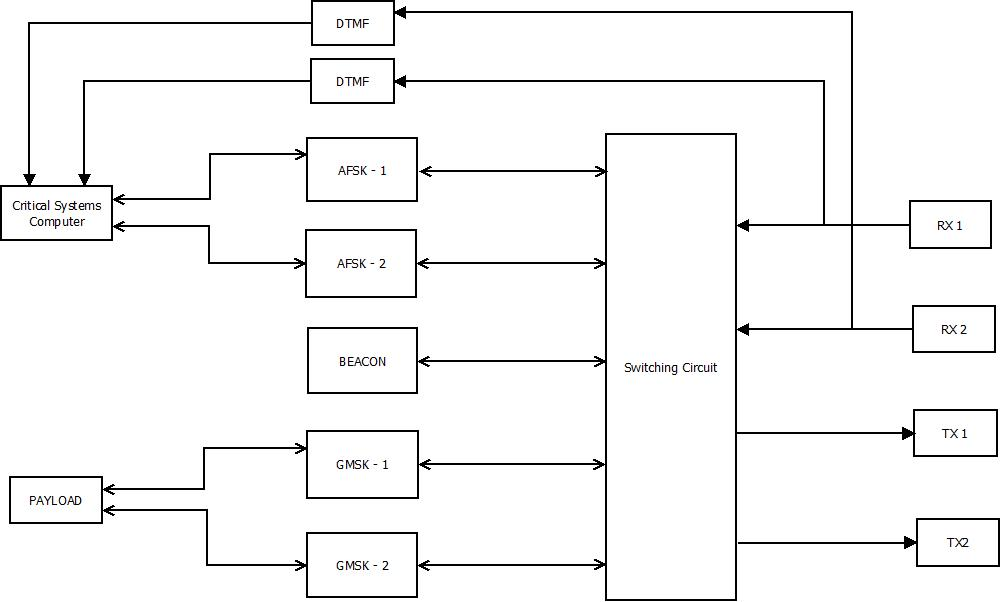 DTMF
DTMF
AFSK - 1
Critical Systems
Computer
RX 1
AFSK - 2
RX 2
BEACON
Switching Circuit
TX 1
GMSK - 1
PAYLOAD
TX2
GMSK - 2